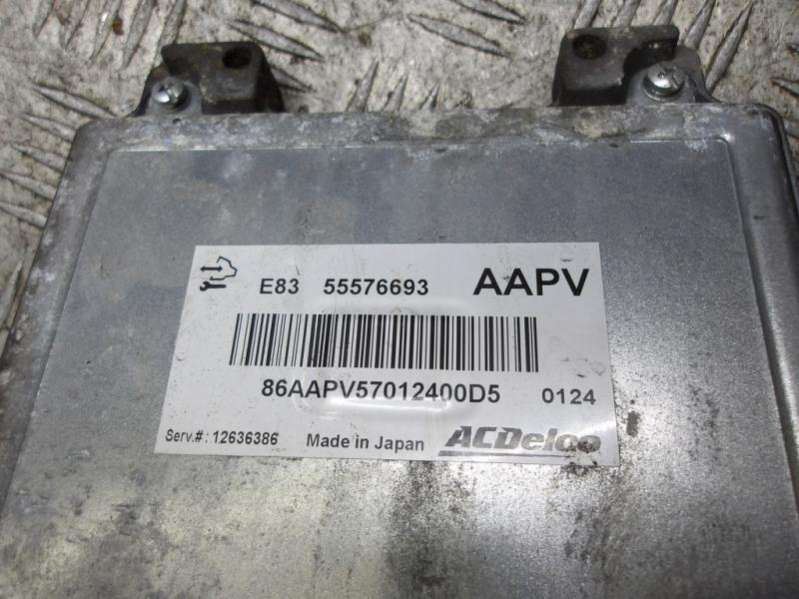 E83 55576693 AAPV
86AAPV57012400D5 0124
Serv.#: 12636386 Made in Japan ACDelco